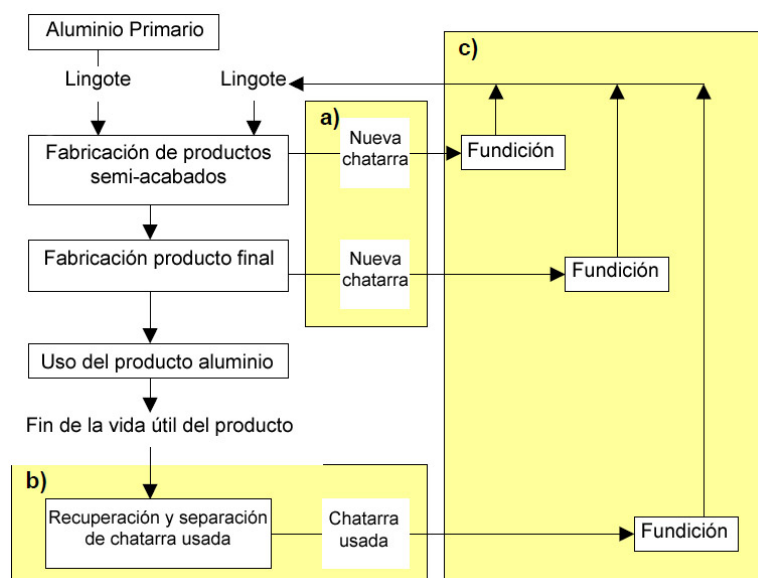 Aluminio Primario
c)
Lingote
Lingote
a)
Nueva
chatarra
Fundición
Fabricación de productos
semi-acabados
Fabricación producto final
Nueva
chatarra
Fundición
Uso del producto aluminio
Fin de la vida útil del producto
b)
Recuperación y separación
de chatarra usada
Chatarra
usada
Fundición